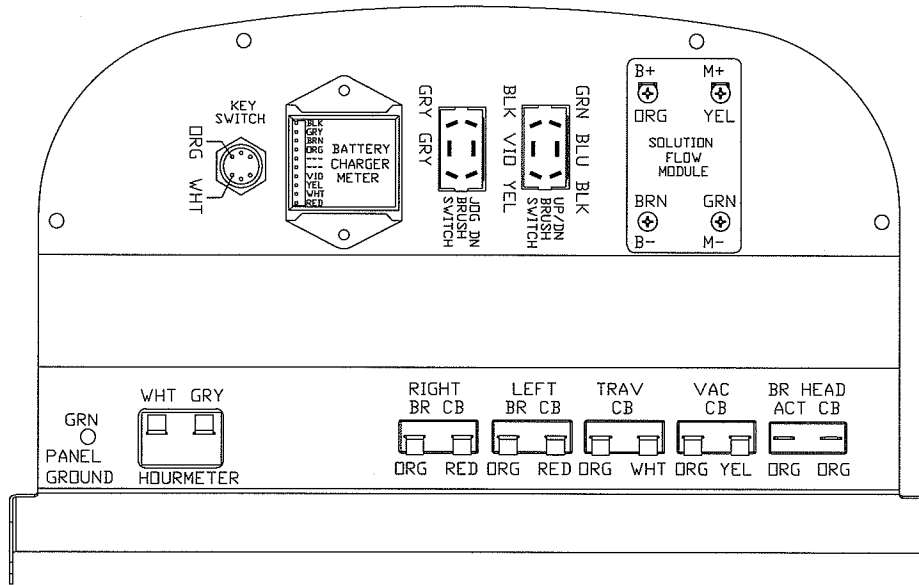 KEY
SWITCH
ORG
WHT
BLK
GRY
BRN
ORG
---
---
VIO
YEL
WHT
RED
BATTERY
CHARGER
METER
GRY GRY
JOG DN
BRUSH
SWITCH
BLK VIO YEL
GRN BLU BLK
UP/DN
BRUSH
SWITCH
B+ M+
ORG YEL
SOLUTION
FLOW
MODULE
BRN GRN
B- M-
GRN
PANEL
GROUND
WHT GRY
HOURMETER
RIGHT
BR CB
ORG RED
LEFT
BR CB
ORG RED
TRAV
CB
ORG WHT
VAC
CB
ORG YEL
BR HEAD
ACT CB
ORG ORG